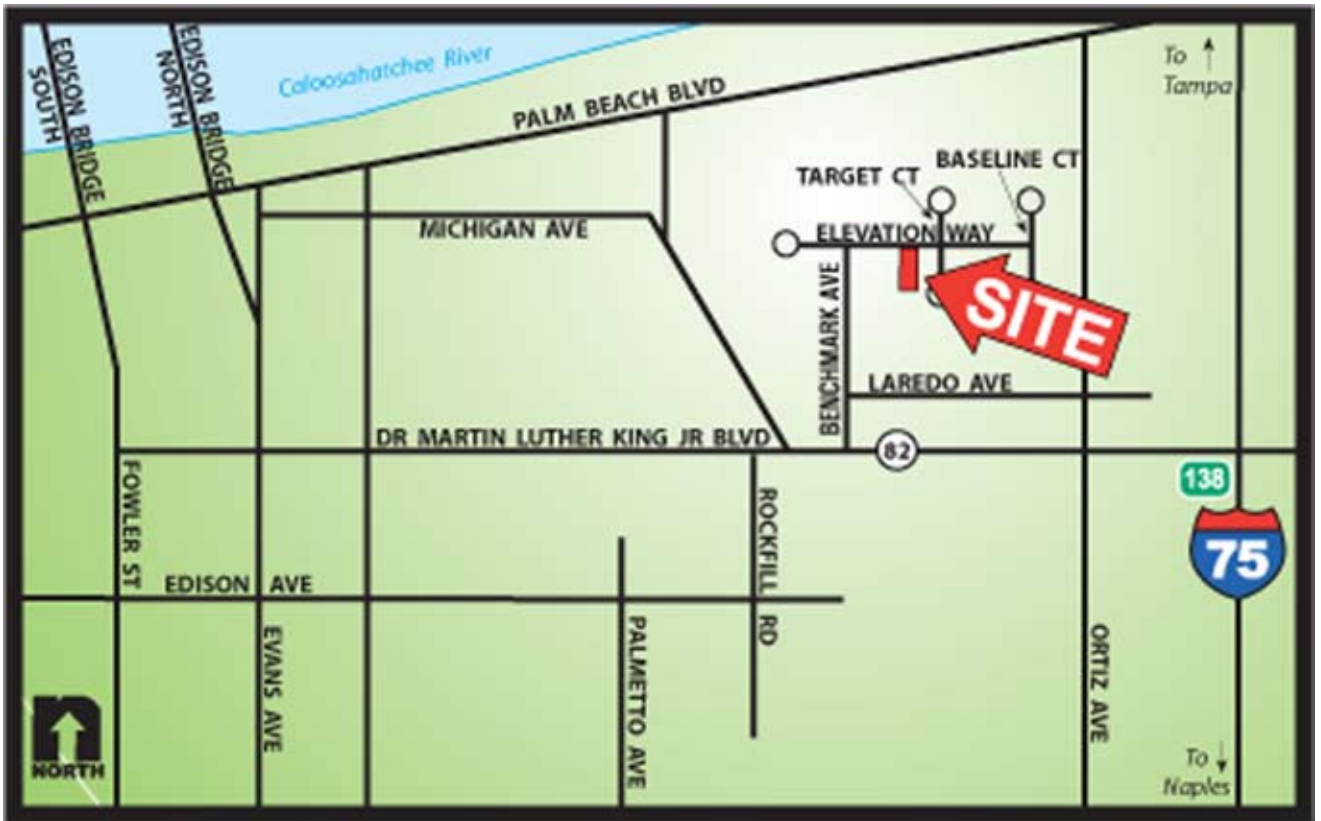 EDISON BRIDGE
SOUTH
EDISON BRIDGE
NORTH
Caloosahatchee River
PALM BEACH BLVD
To
Tampa
BASELINE CT
TARGET CT
MICHIGAN AVE
ELEVATION WAY
BENCHMARK AVE
SITE
LAREDO AVE
DR MARTIN LUTHER KING JR BLVD
82
138
75
FOWLER ST
ROCKFILL RD
EDISON AVE
EVANS AVE
PALMETTO AVE
ORTIZ AVE
n
NORTH
To
Naples